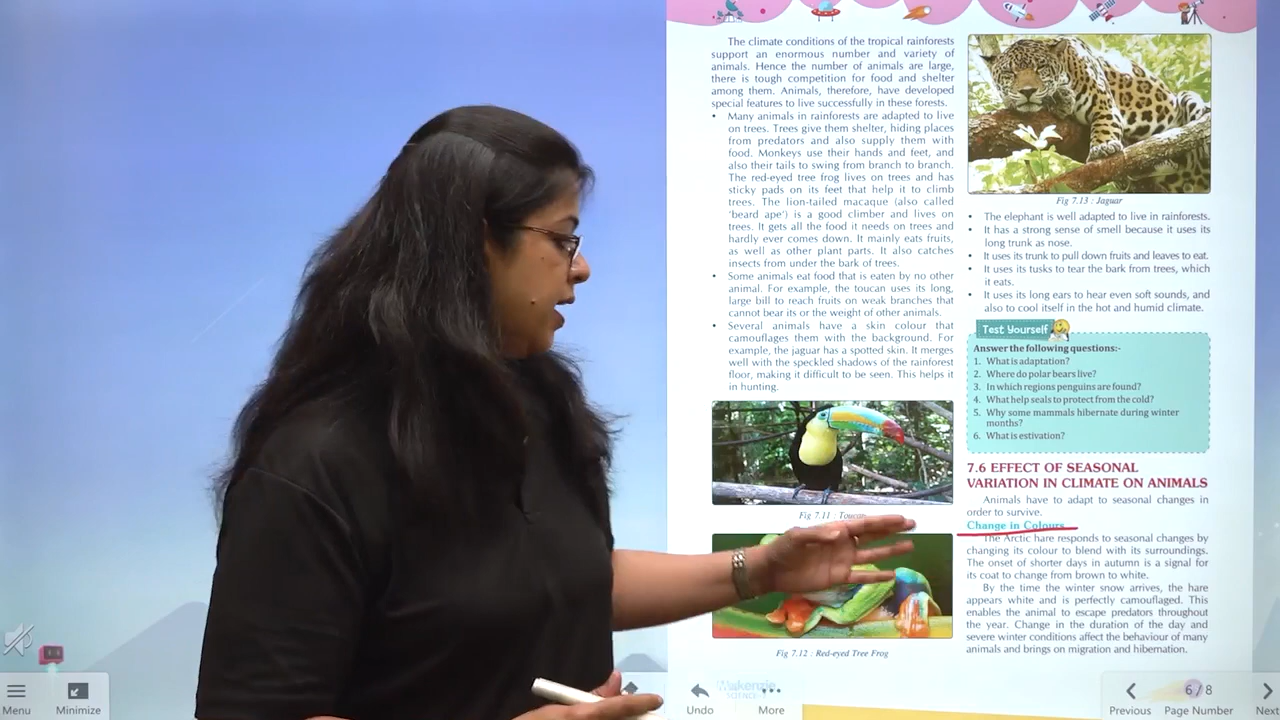 The climate conditions of the tropical rainforests
support an enormous number and variety of
animals. Hence the number of animals are large,
there is tough competition for food and shelter
among them. Animals, therefore, have developed
special features to live successfully in these forests.
• Many animals in rainforests are adapted to live
on trees. Trees give them shelter, hiding places
from predators and also supply them with
food. Monkeys use their hands and feet, and
also their tails to swing from branch to branch.
The red-eyed tree frog lives on trees and has
sticky pads on its feet that help it to climb
trees. The lion-tailed macaque (also called
'beard ape') is a good climber and lives on
trees. It gets all the food it needs on trees and
hardly ever comes down. It mainly eats fruits,
as well as other plant parts. It also catches
insects from under the bark of trees.
• Some animals eat food that is eaten by no other
animal. For example, the toucan uses its long,
large bill to reach fruits on weak branches that
cannot bear its or the weight of other animals.
• Several animals have a skin colour that
camouflages them with the background. For
example, the jaguar has a spotted skin. It merges
well with the speckled shadows of the rainforest
floor, making it difficult to be seen. This helps it
in hunting.
Fig 7.11 : Toucan
Fig 7.12 : Red-eyed Tree Frog
Fig 7.13 : Jaguar
• The elephant is well adapted to live in rainforests.
• It has a strong sense of smell because it uses its
long trunk as nose.
• It uses its trunk to pull down fruits and leaves to eat.
• It uses its tusks to tear the bark from trees, which
it eats.
• It uses its long ears to hear even soft sounds, and
also to cool itself in the hot and humid climate.
Test Yourself
Answer the following questions:-
1. What is adaptation?
2. Where do polar bears live?
3. In which regions penguins are found?
4. What help seals to protect from the cold?
5. Why some mammals hibernate during winter
months?
6. What is estivation?
7.6 EFFECT OF SEASONAL
VARIATION IN CLIMATE ON ANIMALS
Animals have to adapt to seasonal changes in
order to survive.
Change in Colours
The Arctic hare responds to seasonal changes by
changing its colour to blend with its surroundings.
The onset of shorter days in autumn is a signal for
its coat to change from brown to white.
By the time the winter snow arrives, the hare
appears white and is perfectly camouflaged. This
enables the animal to escape predators throughout
the year. Change in the duration of the day and
severe winter conditions affect the behaviour of many
animals and brings on migration and hibernation.
Menu
Minimize
Undo
More
Previous
6 / 8
Page Number
Next